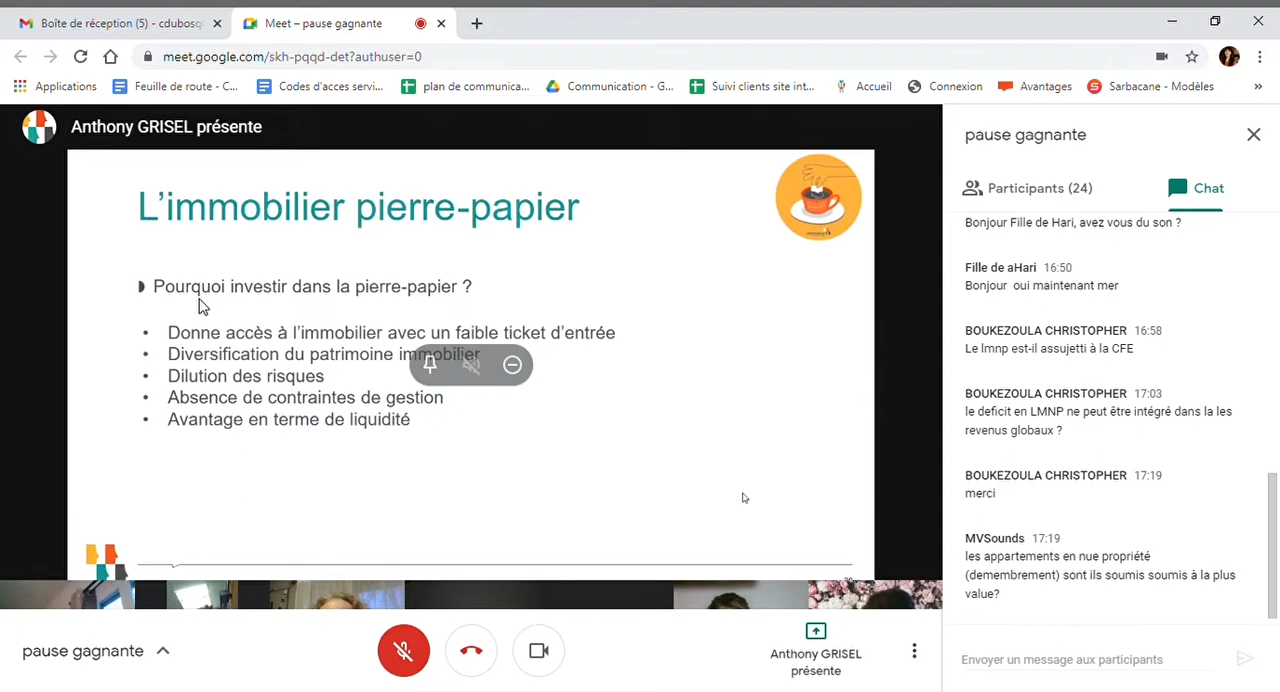 Boîte de réception (5) - cdubosq
Meet – pause gagnante
meet.google.com/skh-pqqd-det?authuser=0
Applications
Feuille de route - C...
Codes d'acces servi...
plan de communica...
Communication - G...
Suivi clients site int...
Accueil
Connexion
Avantages
Sarbacane - Modèles
»
Anthony GRISEL présente
L'immobilier pierre-papier
Pourquoi investir dans la pierre-papier ?
• Donne accès à l'immobilier avec un faible ticket d'entrée
• Diversification du patrimoine immobilier
• Dilution des risques
• Absence de contraintes de gestion
• Avantage en terme de liquidité
pause gagnante
Participants (24)
Chat
Bonjour Fille de Hari, avez vous du son ?
Fille de aHari 16:50
Bonjour oui maintenant mer
BOUKEZOULA CHRISTOPHER 16:58
Le lmnp est-il assujetti à la CFE
BOUKEZOULA CHRISTOPHER 17:03
le deficit en LMNP ne peut être intégré dans la les
revenus globaux ?
BOUKEZOULA CHRISTOPHER 17:19
merci
MVSounds 17:19
les appartements en nue propriété
(demembrement) sont ils soumis soumis à la plus
value?
Envoyer un message aux participants
pause gagnante
Anthony GRISEL
présente